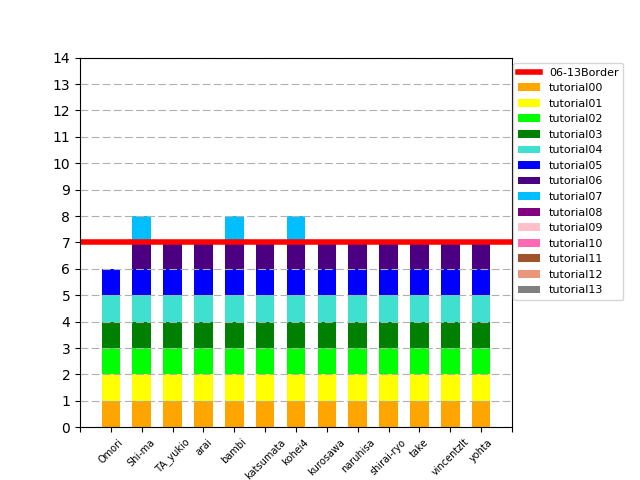 14
13
12
11
10
9
8
7
6
5
4
3
2
1
0
Omori
Shi-ma
TA_yukio
arai
bambi
katsumata
kohei4
kurosawa
naruhisa
shirai-ryo
take
vincentzlt
yohta
06-13Border
tutorial00
tutorial01
tutorial02
tutorial03
tutorial04
tutorial05
tutorial06
tutorial07
tutorial08
tutorial09
tutorial10
tutorial11
tutorial12
tutorial13